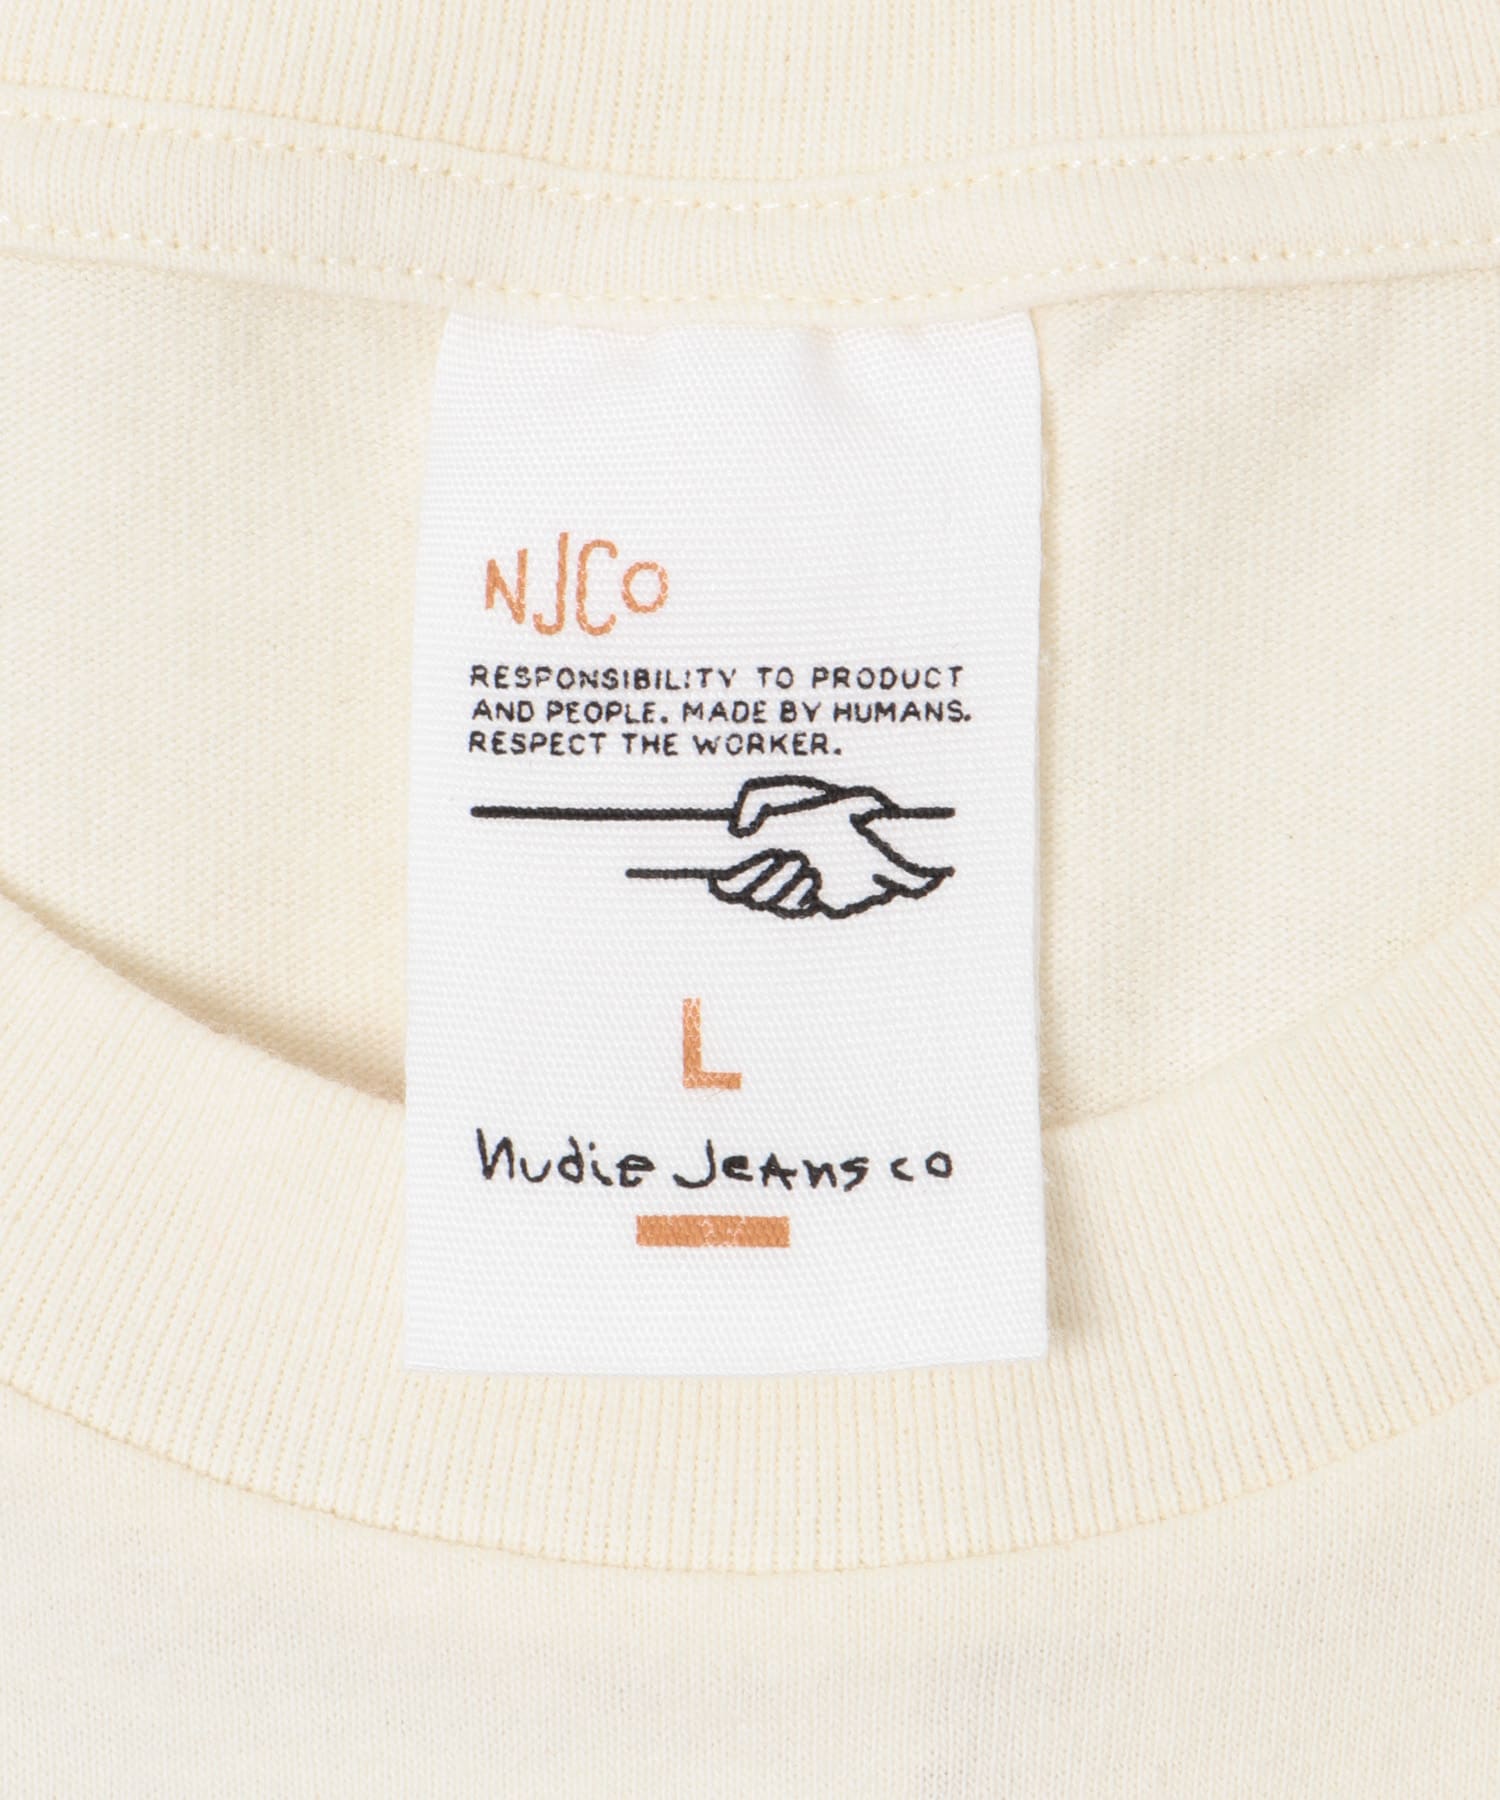 NJCO
RESPONSIBILITY TO PRODUCT
AND PEOPLE. MADE BY HUMANS.
RESPECT THE WORKER.
L
Nudie Jeans co